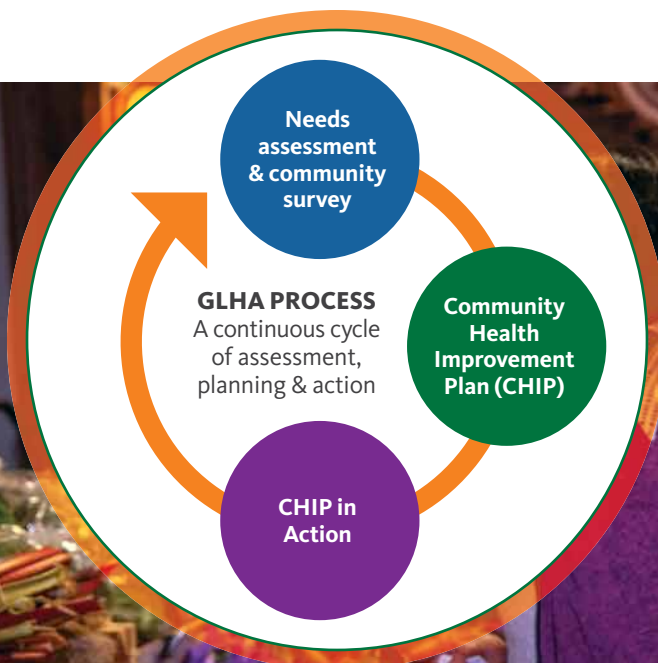 Needs
assessment
& community
survey
GLHA PROCESS
A continuous cycle
of assessment,
planning & action
Community
Health
Improvement
Plan (CHIP)
CHIP in
Action